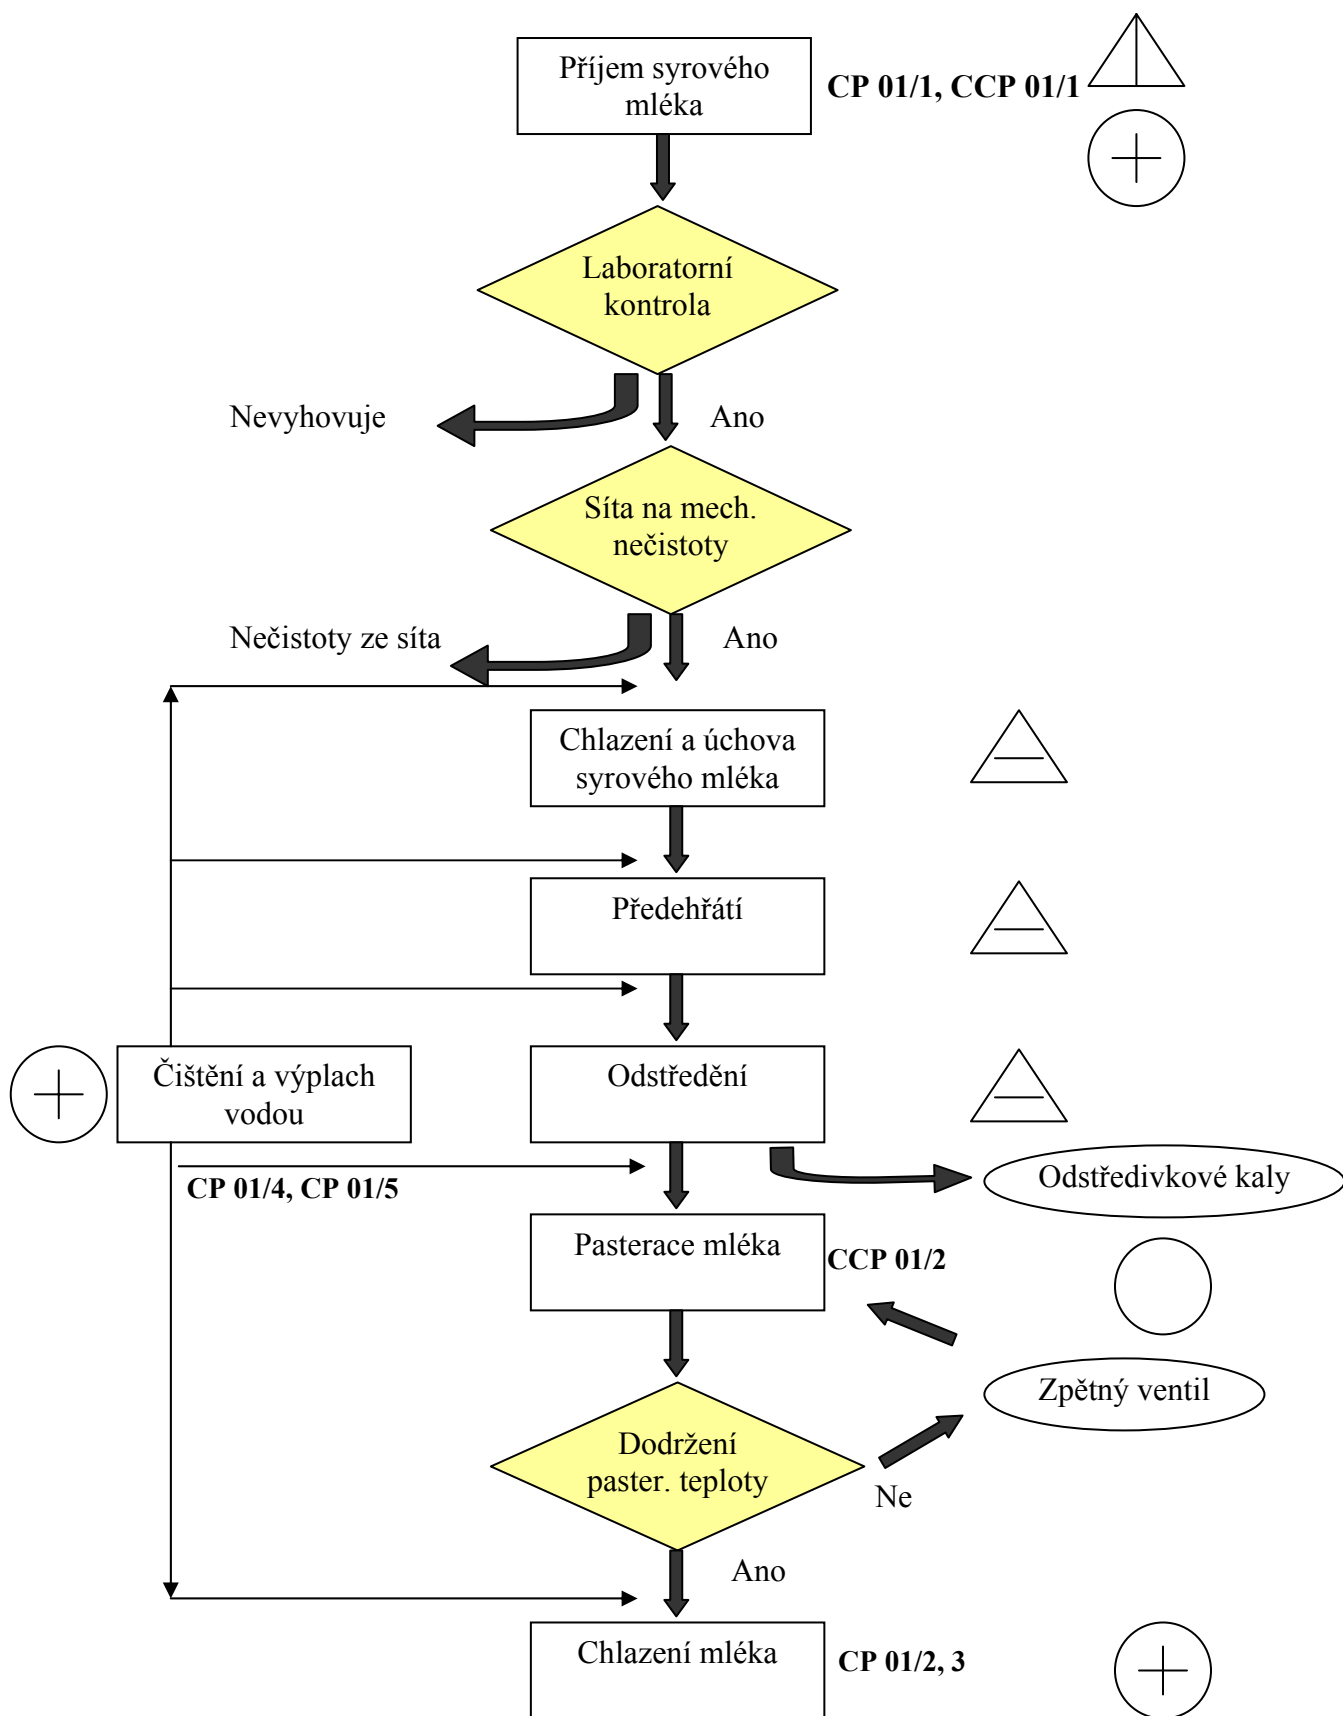 Příjem syrového
mléka
CP 01/1, CCP 01/1
Laboratorní
kontrola
Nevyhovuje
Ano
Síta na mech.
nečistoty
Nečistoty ze síta
Ano
Chlazení a úchova
syrového mléka
Předehřátí
Čištění a výplach
vodou
Odstředění
CP 01/4, CP 01/5
Odstředivkové kaly
Pasterace mléka
CCP 01/2
Zpětný ventil
Dodržení
paster. teploty
Ne
Ano
Chlazení mléka
CP 01/2, 3